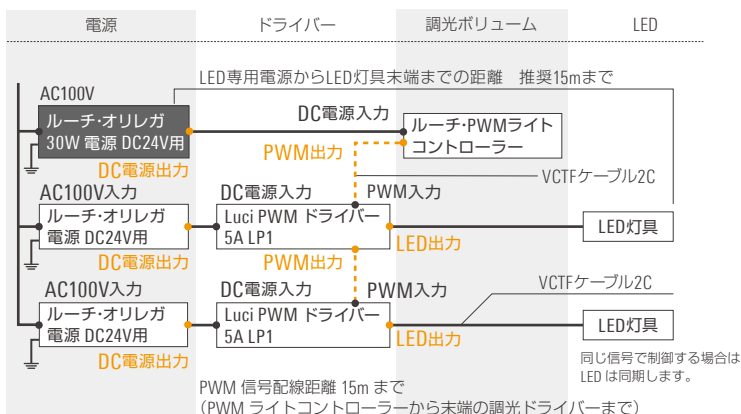 電源
ドライバー
調光ボリューム
LED
LED専用電源からLED灯具末端までの距離　推奨15mまで
AC100V
ルーチ・オリレガ
30W 電源 DC24V用
DC電源出力
DC電源入力
ルーチ・PWMライト
コントローラー
PWM出力
VCTFケーブル2C
AC100V入力
ルーチ・オリレガ
電源 DC24V用
DC電源出力
DC電源入力
PWM入力
Luci PWM ドライバー
5A LP1
PWM出力
LED出力
LED灯具
AC100V入力
ルーチ・オリレガ
電源 DC24V用
DC電源出力
DC電源入力
PWM入力
Luci PWM ドライバー
5A LP1
LED出力
VCTFケーブル2C
LED灯具
同じ信号で制御する場合は
LED は同期します。
PWM 信号配線距離 15m まで
（PWM ライトコントローラーから末端の調光ドライバーまで）